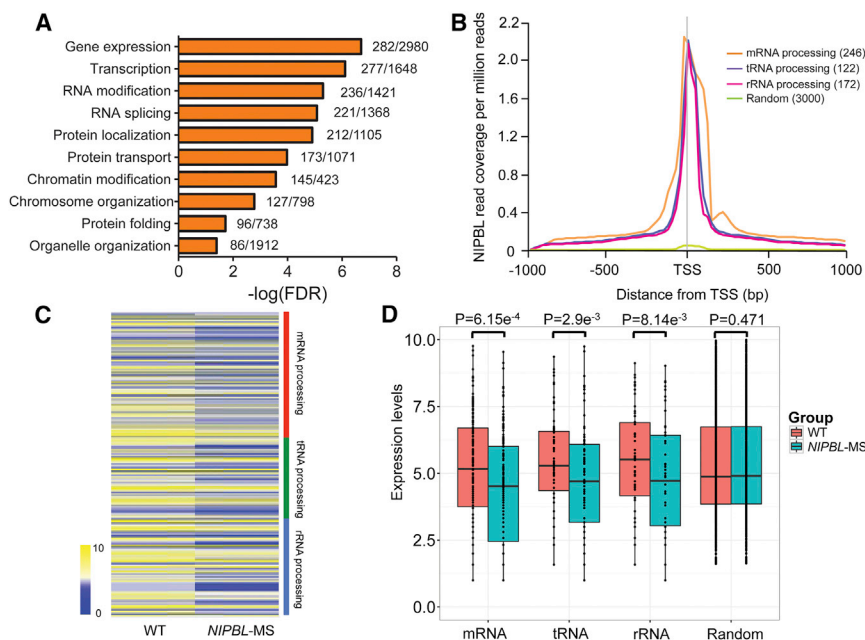 A
Gene expression 282/2980
Transcription 277/1648
RNA modification 236/1421
RNA splicing 221/1368
Protein localization 212/1105
Protein transport 173/1071
Chromatin modification 145/423
Chromosome organization 127/798
Protein folding 96/738
Organelle organization 86/1912
0 2 4 6 8
-log(FDR)
B
NIPBL read coverage per million reads
2.2
2.0
1.6
1.2
0.8
0.4
0
mRNA processing (246)
tRNA processing (122)
rRNA processing (172)
Random (3000)
-1000 -500 TSS 500 1000
Distance from TSS (bp)
C
mRNA processing
tRNA processing
rRNA processing
10
0
WT NIPBL-MS
D
P=6.15e-4 P=2.9e-3 P=8.14e-3 P=0.471
Expression levels
10.0
7.5
5.0
2.5
0.0
mRNA tRNA rRNA Random
Group
WT
NIPBL-MS